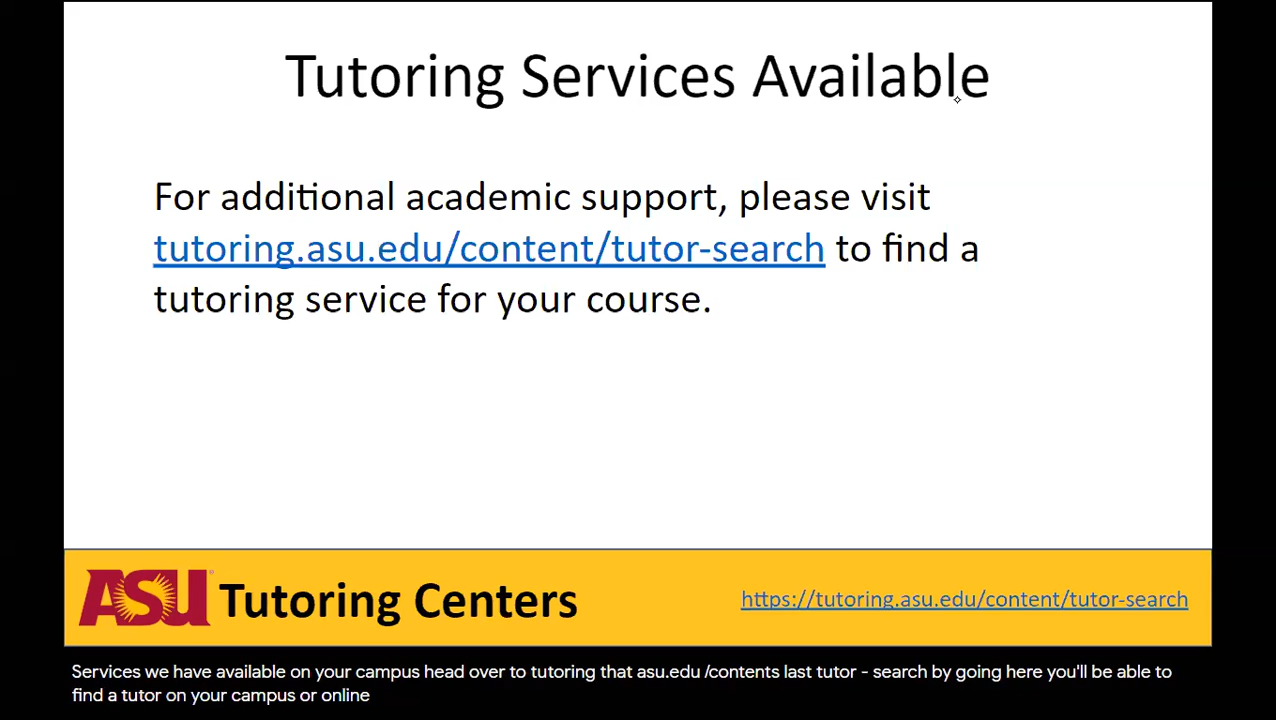 Tutoring Services Available
For additional academic support, please visit
tutoring.asu.edu/content/tutor-search to find a
tutoring service for your course.
ASU Tutoring Centers
https://tutoring.asu.edu/content/tutor-search
Services we have available on your campus head over to tutoring that asu.edu /contents last tutor - search by going here you'll be able to
find a tutor on your campus or online